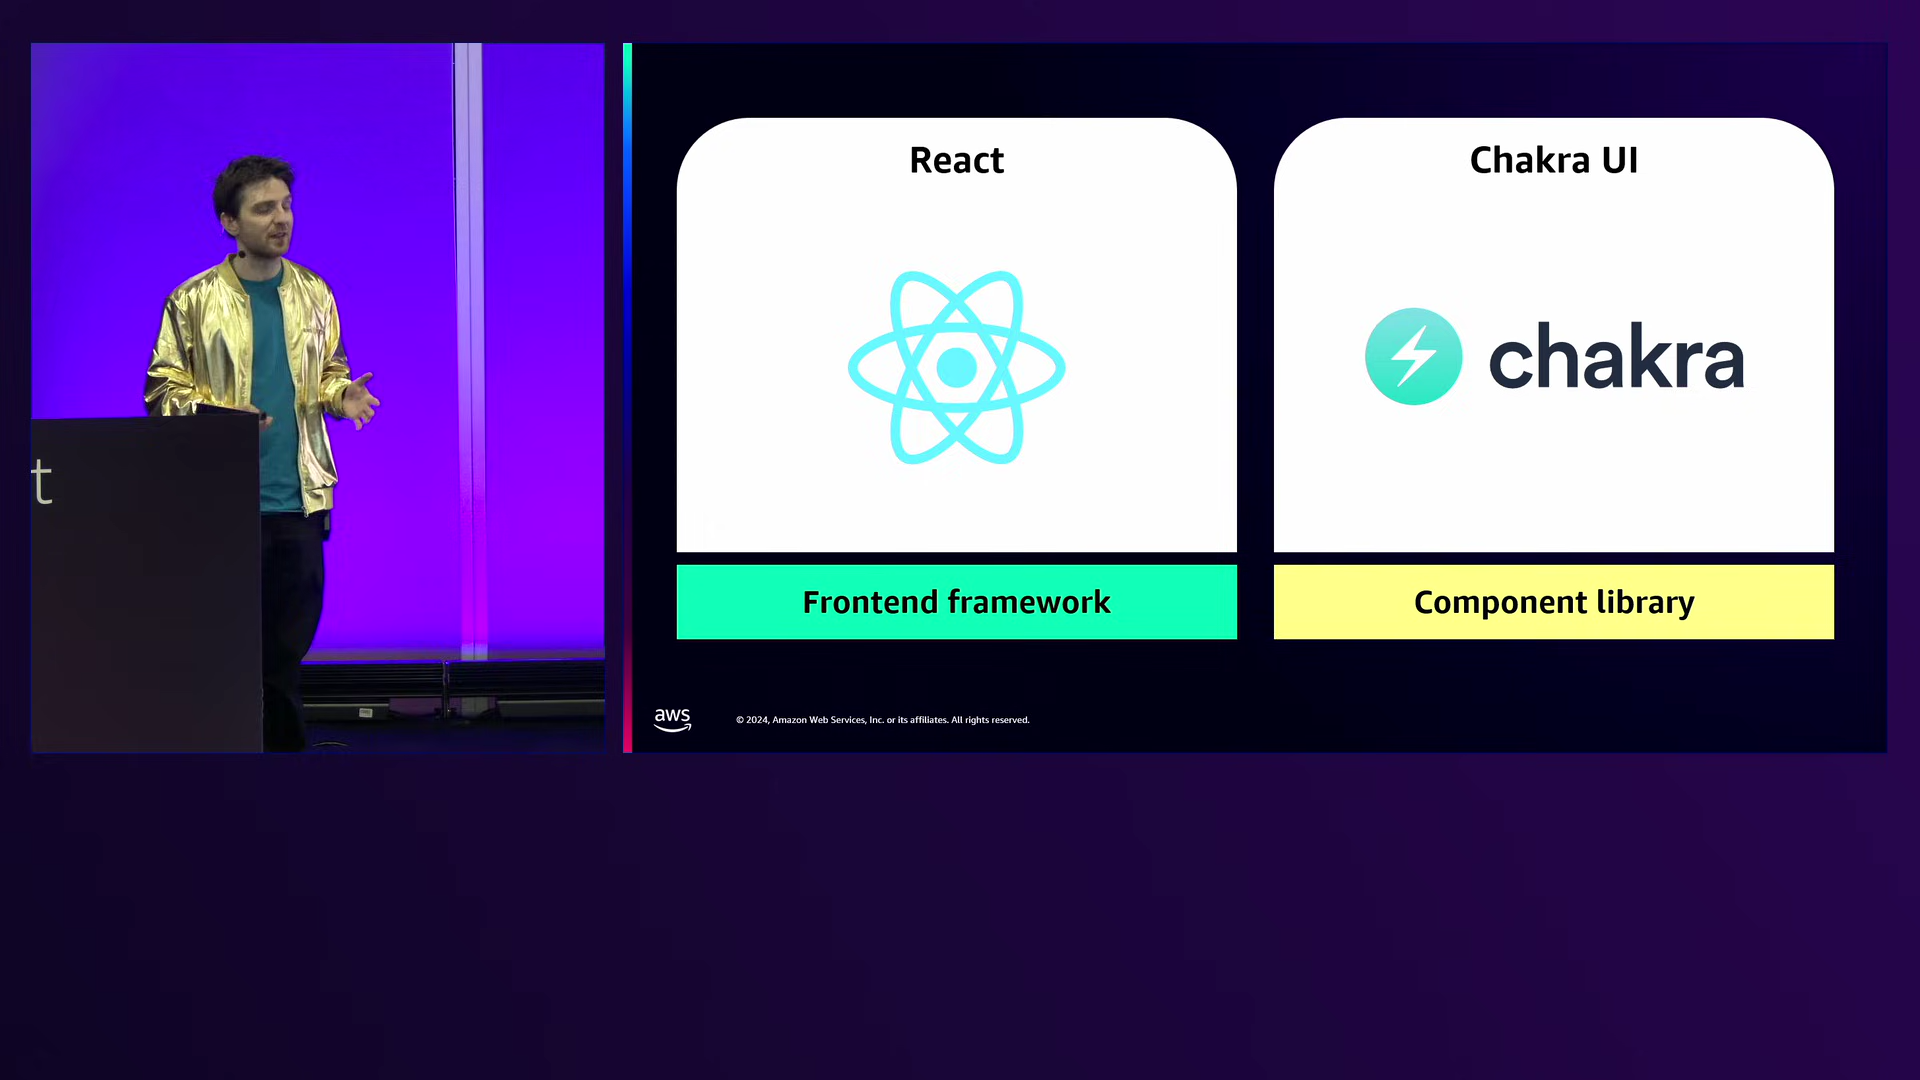 t
React
Chakra UI
chakra
Frontend framework
Component library
aws
© 2024, Amazon Web Services, Inc. or its affiliates. All rights reserved.